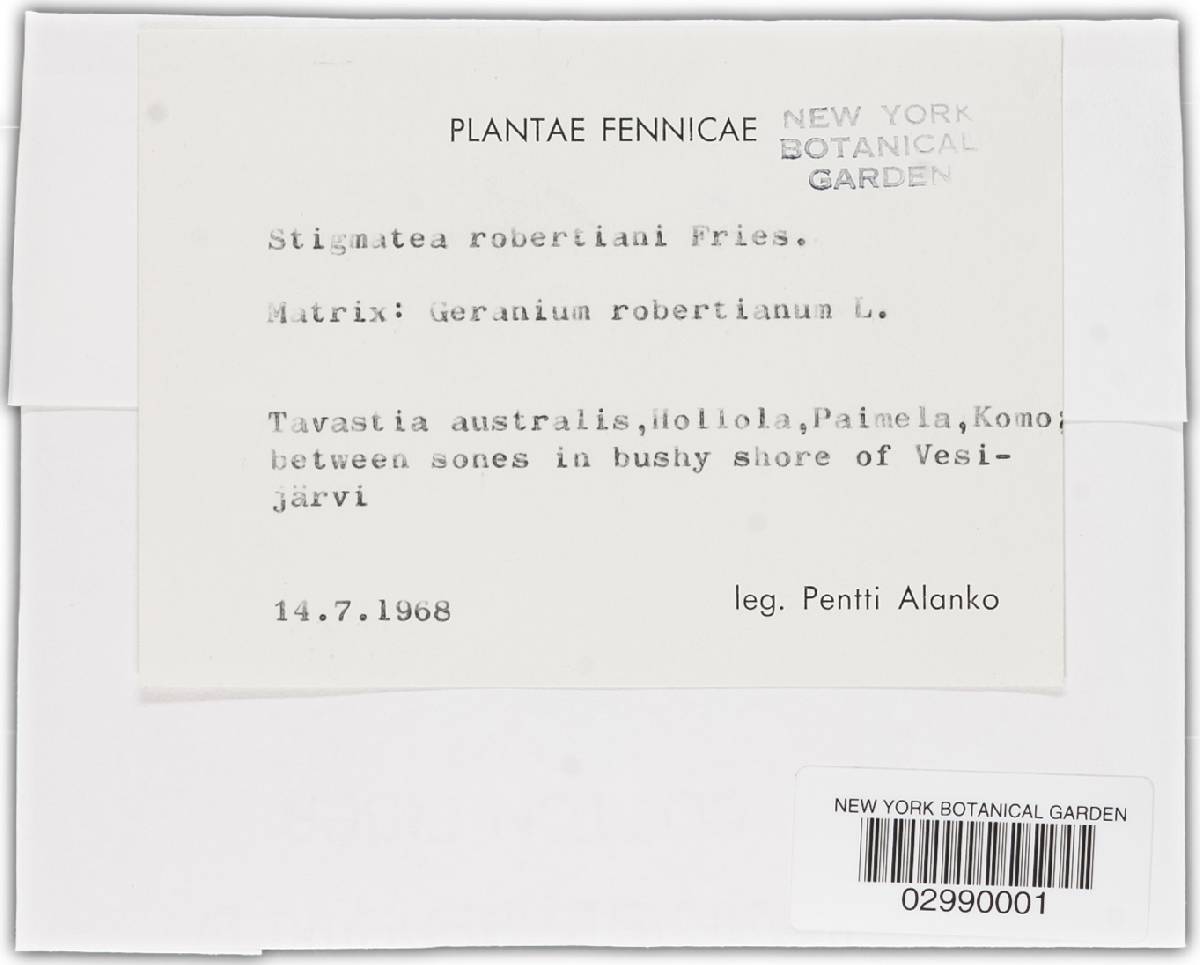 PLANTAE FENNICAE
NEW YORK
BOTANICAL
GARDEN
Stigmatea robertiani Fries.
Matrix: Geranium robertianum L.
Tavastia australis,Hollola,Paimela,Komo;
between sones in bushy shore of Vesi-
järvi
14.7.1968
leg. Pentti Alanko
NEW YORK BOTANICAL GARDEN
02990001